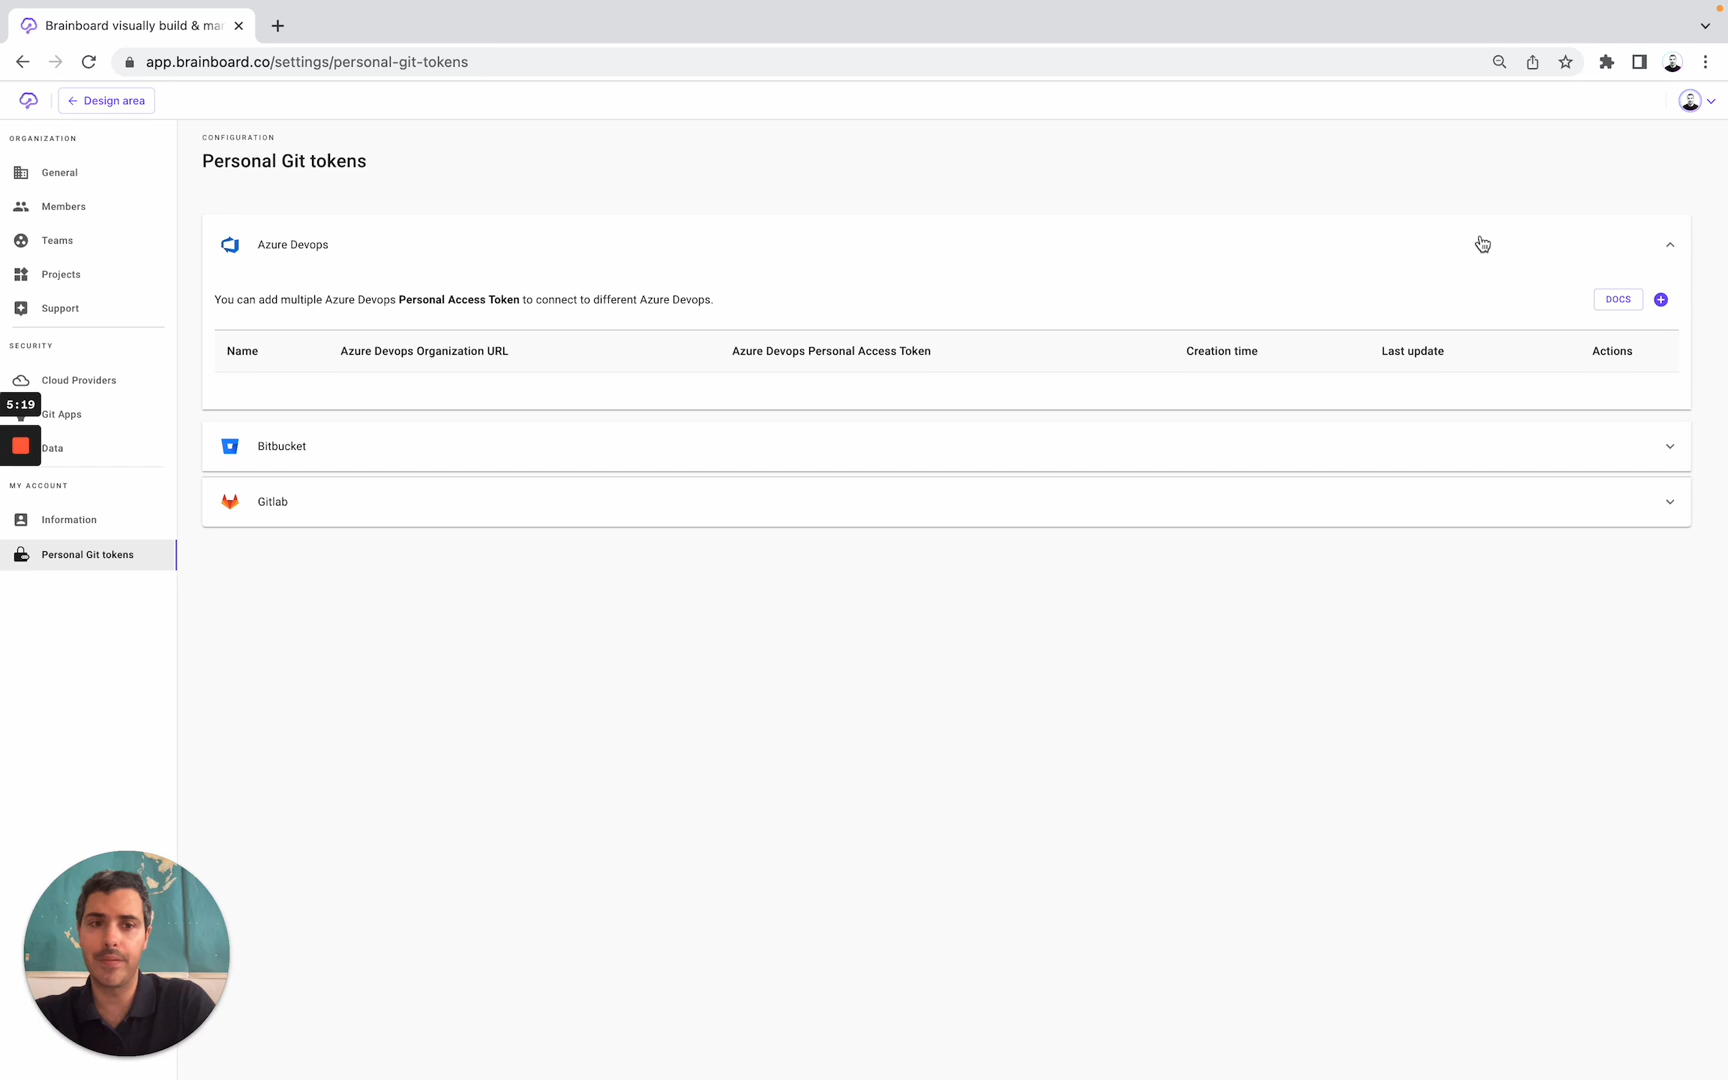 Brainboard visually build & ma
app.brainboard.co/settings/personal-git-tokens
Design area
ORGANIZATION
General
Members
Teams
Projects
Support
SECURITY
Cloud Providers
5:19
Git Apps
Data
MY ACCOUNT
Information
Personal Git tokens
CONFIGURATION
Personal Git tokens
Azure Devops
You can add multiple Azure Devops Personal Access Token to connect to different Azure Devops.
DOCS
Name Azure Devops Organization URL Azure Devops Personal Access Token Creation time Last update Actions
Bitbucket
Gitlab